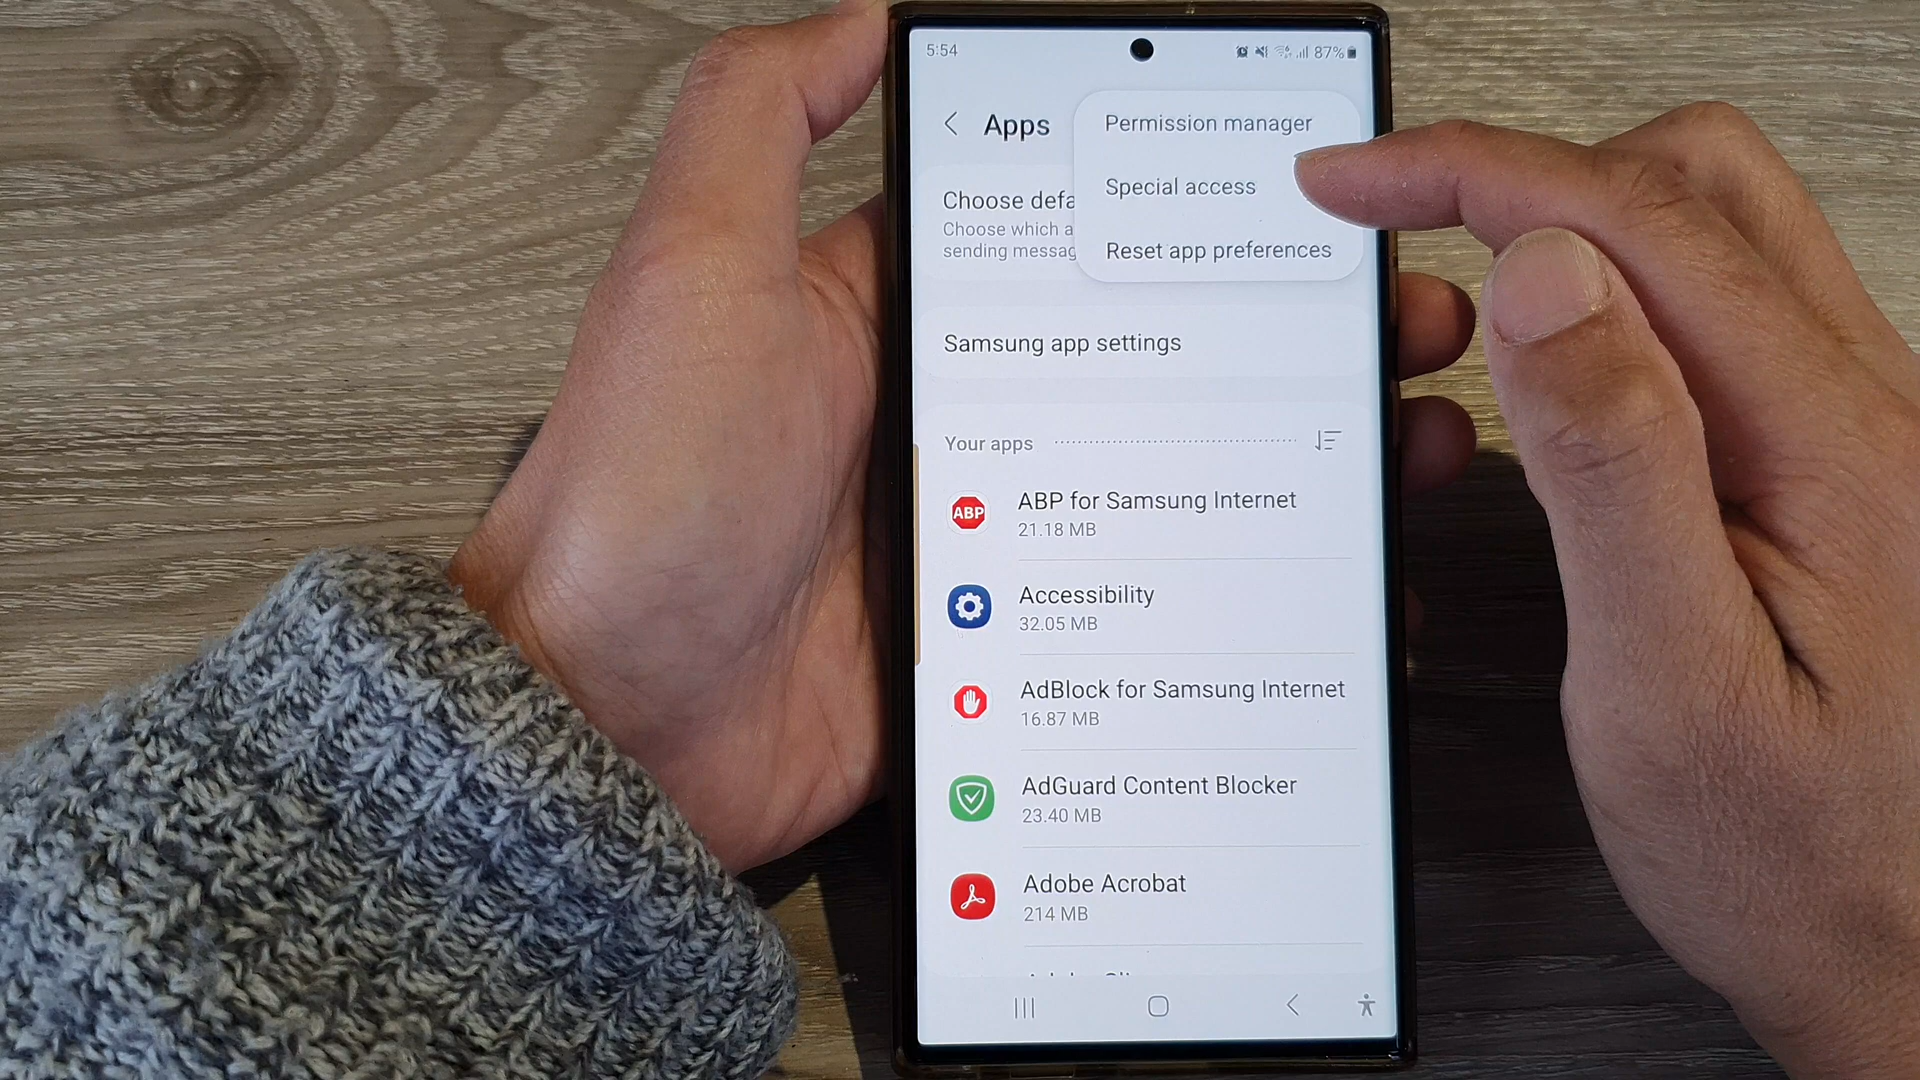 5:54
87%
Apps
Permission manager
Special access
Reset app preferences
Choose defa
Choose which a
sending messag
Samsung app settings
Your apps
ABP
ABP for Samsung Internet
21.18 MB
Accessibility
32.05 MB
AdBlock for Samsung Internet
16.87 MB
AdGuard Content Blocker
23.40 MB
Adobe Acrobat
214 MB